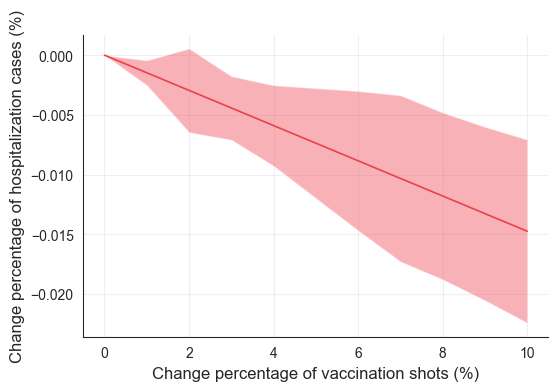 Change percentage of hospitalization cases (%)
0.000
−0.005
−0.010
−0.015
−0.020
0 2 4 6 8 10
Change percentage of vaccination shots (%)